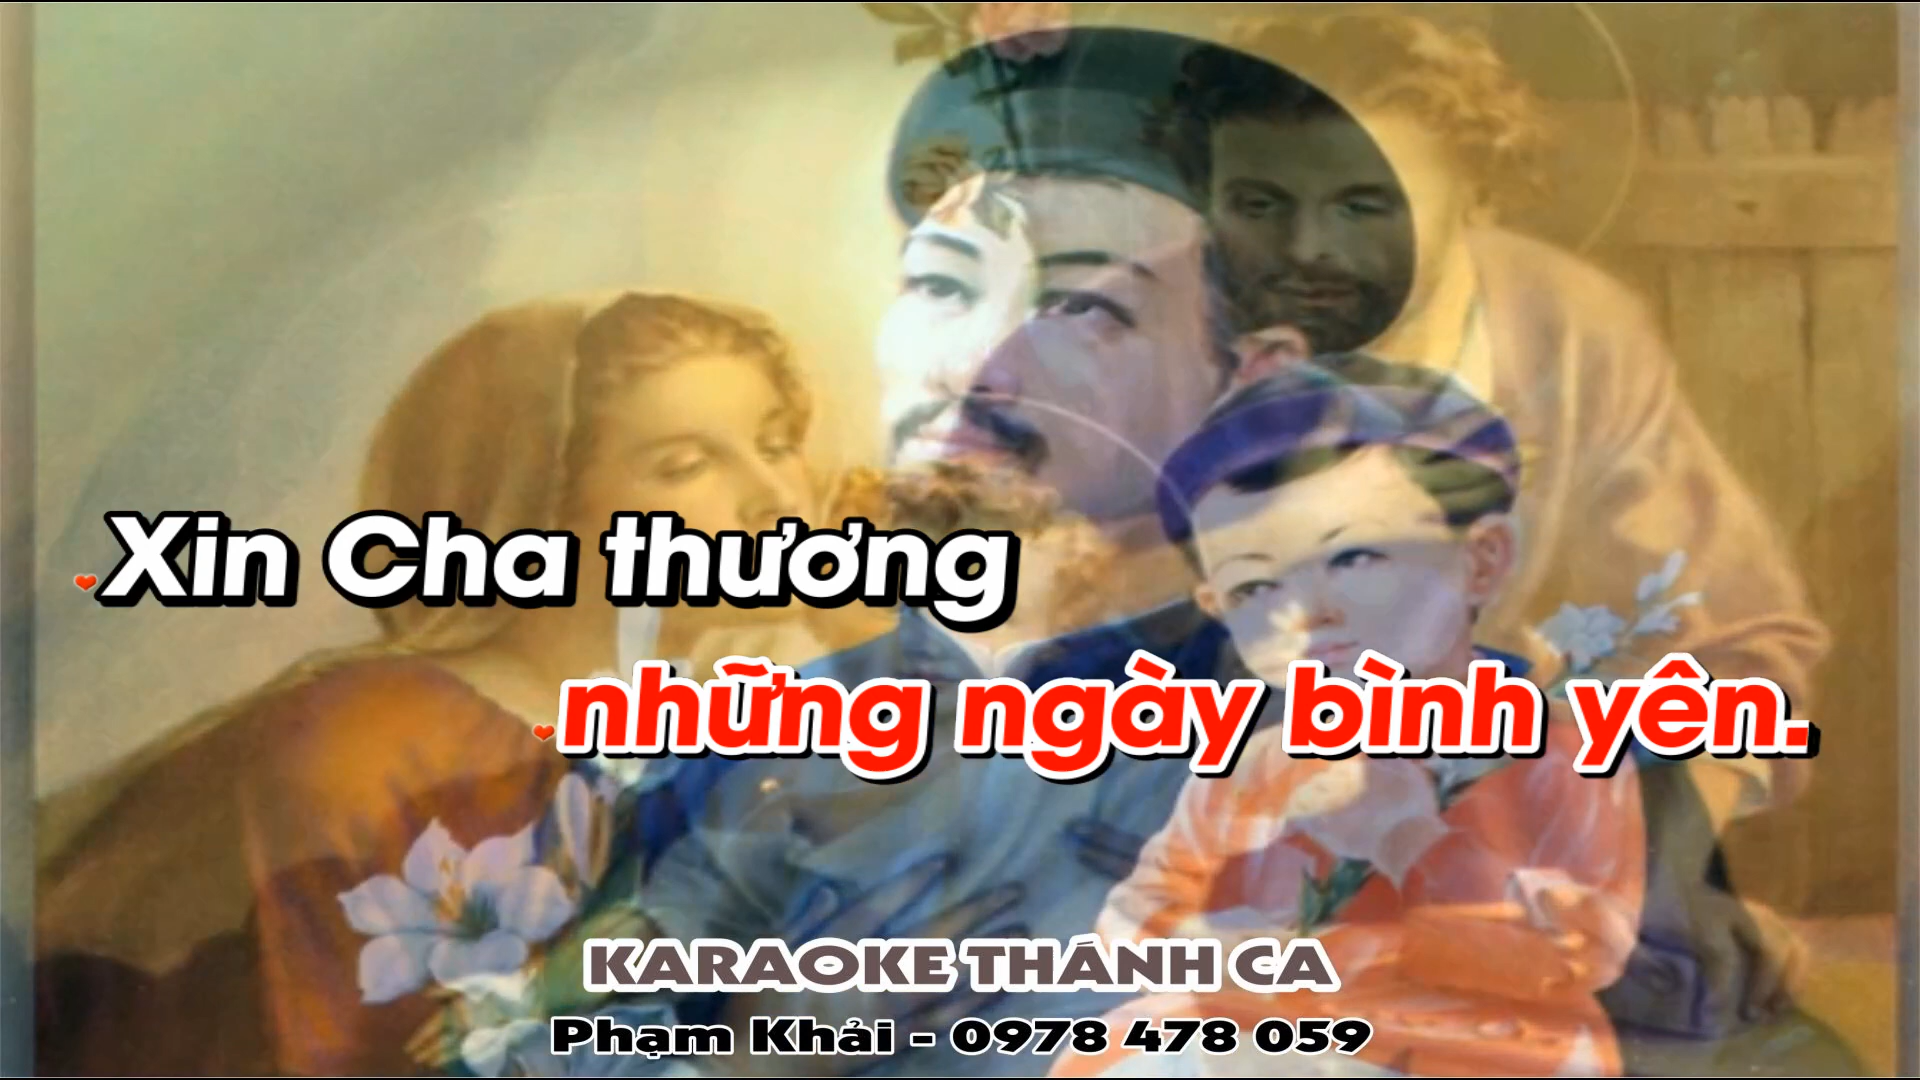 Xin Cha thương
những ngày bình yên.
KARAOKE THÁNH CA
Phạm Khải - 0978 478 059